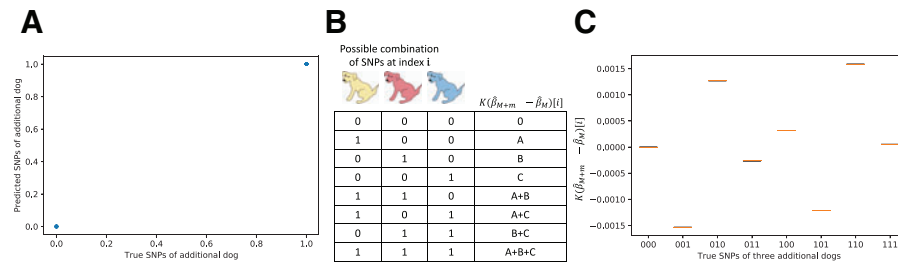 A
B
C
Predicted SNPs of additional dog
1,0
0,8
0,6
0,4
0,2
0,0
0.0 0.2 0.4 0.6 0.8 1.0
True SNPs of additional dog
Possible combination
of SNPs at index i
K(β̂_{M+m} − β̂_M)[i]
0 0 0 0
1 0 0 A
0 1 0 B
0 0 1 C
1 1 0 A+B
1 0 1 A+C
0 1 1 B+C
1 1 1 A+B+C
K(β̂_{M+m} − β̂_M)[i]
0.0015
0.0010
0.0005
0.0000
−0.0005
−0.0010
−0.0015
000 001 010 011 100 101 110 111
True SNPs of three additional dogs